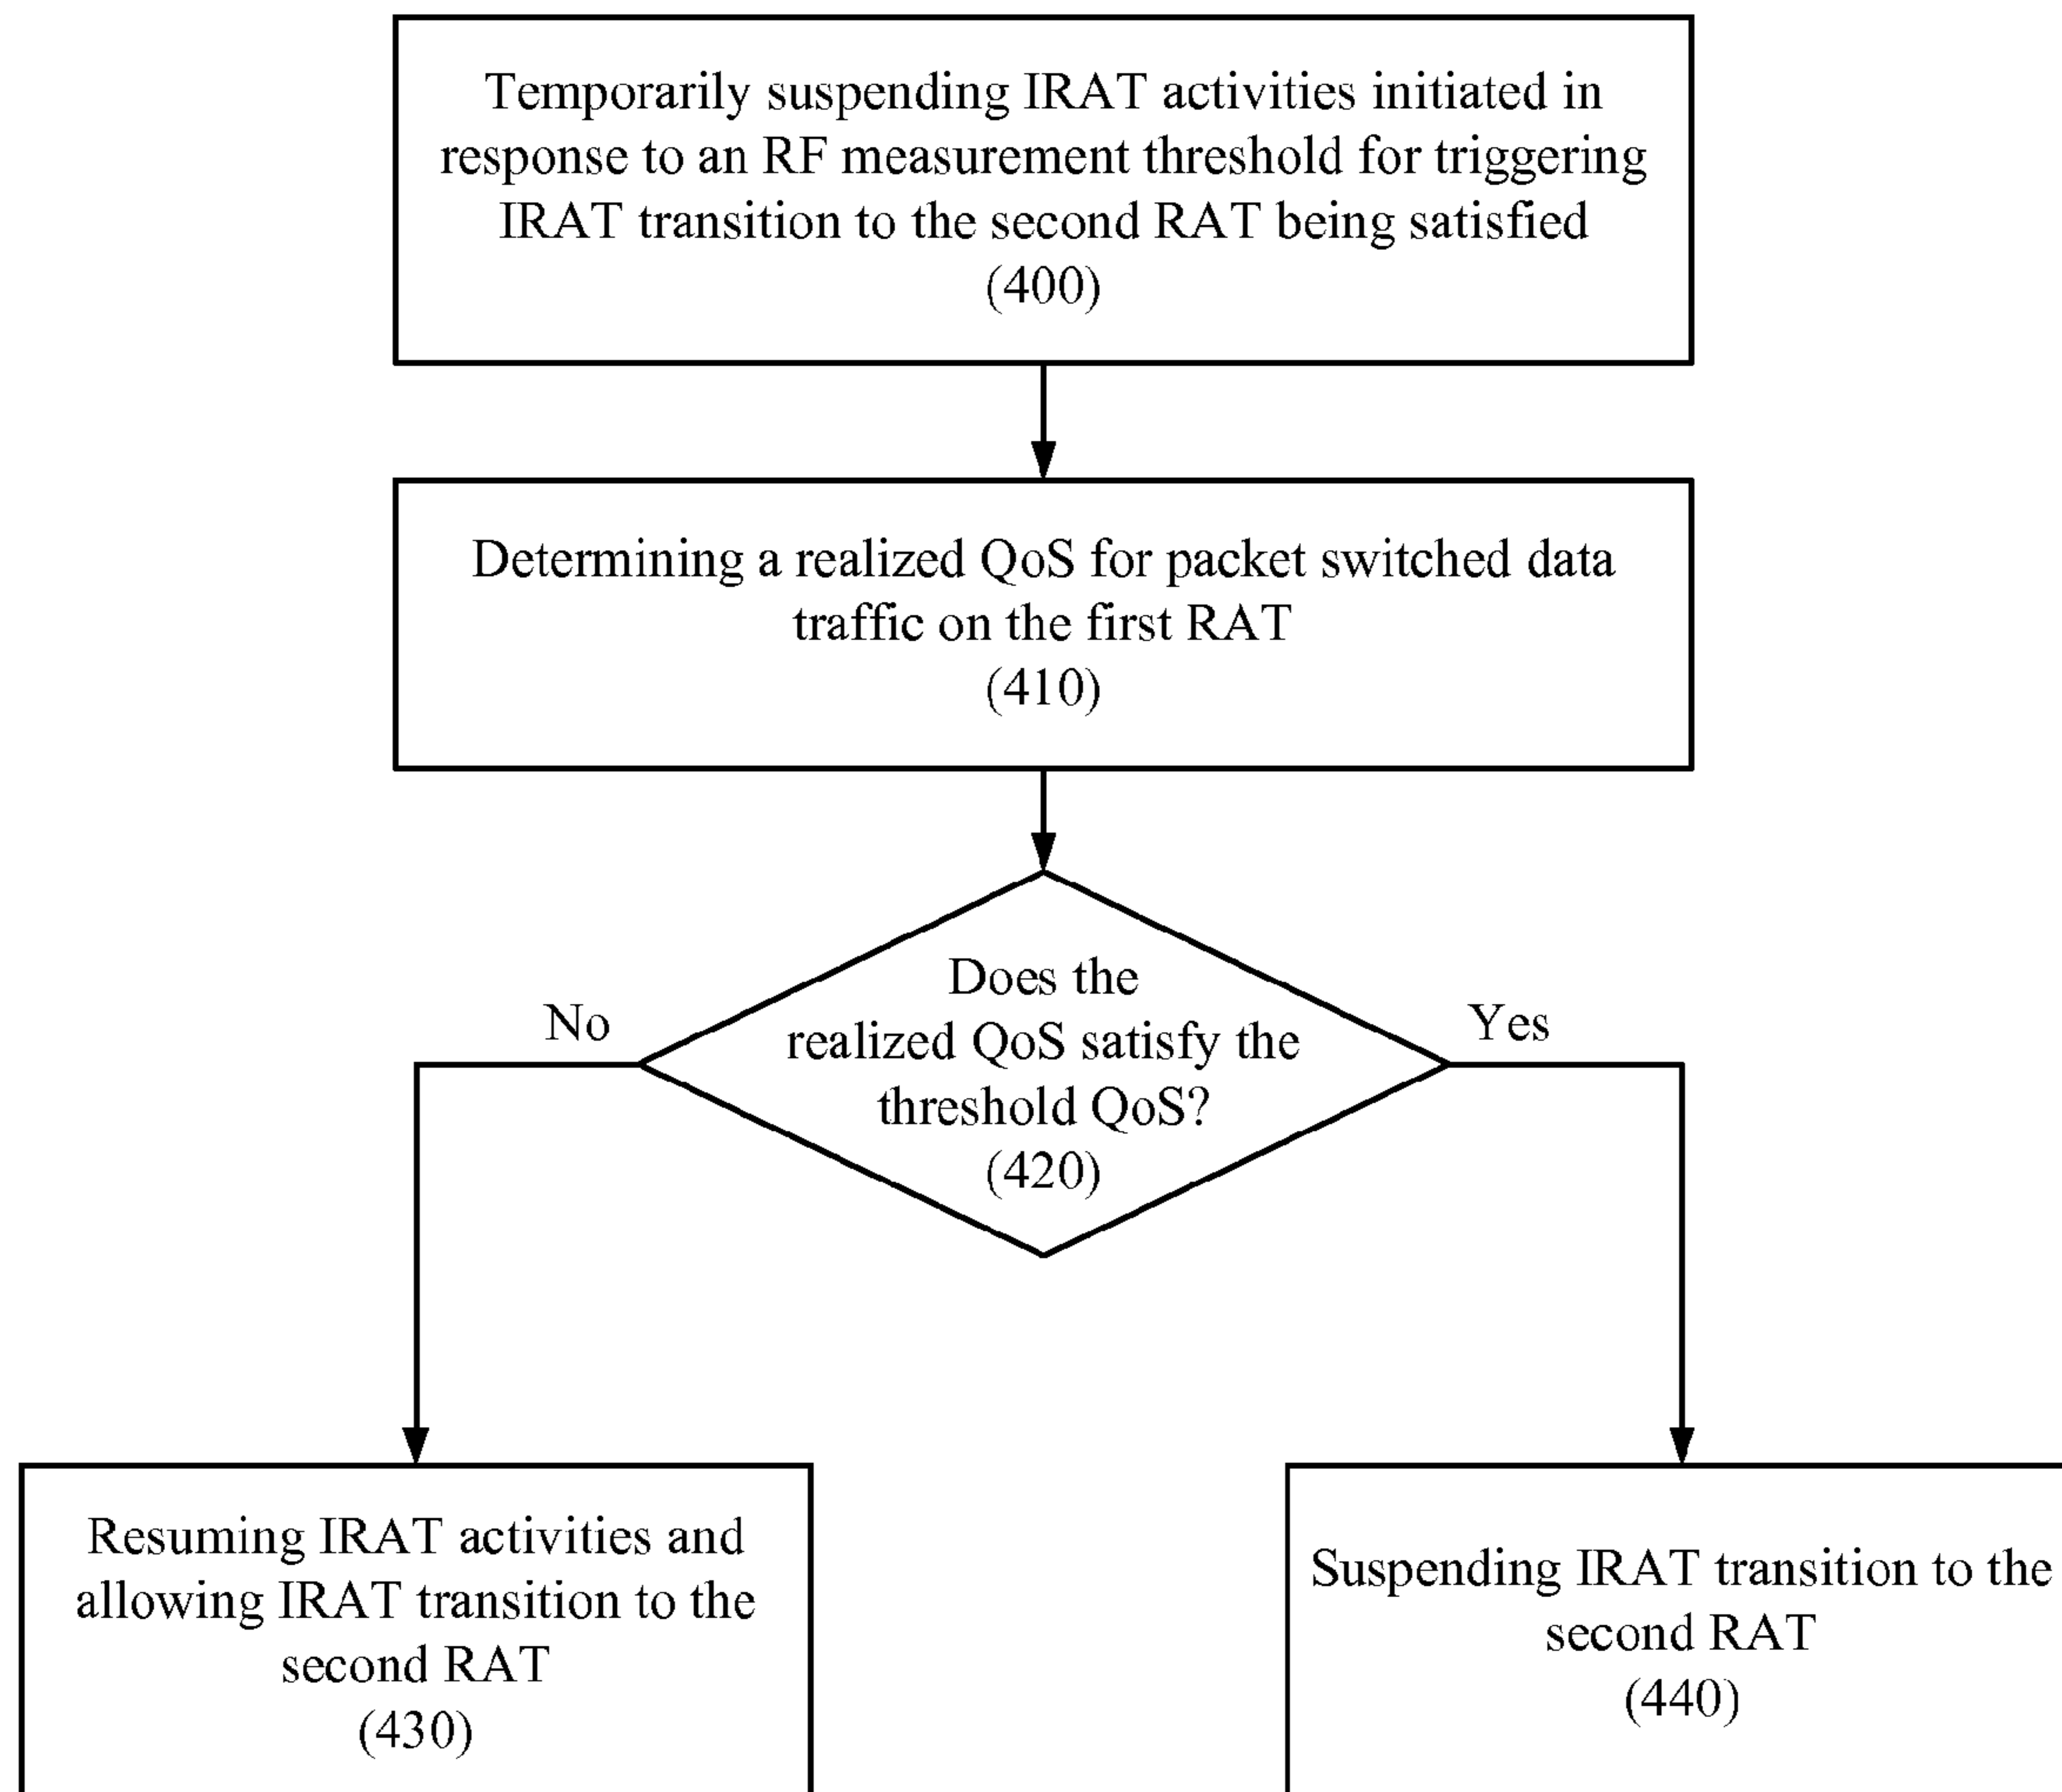 Temporarily suspending IRAT activities initiated in
response to an RF measurement threshold for triggering
IRAT transition to the second RAT being satisfied
(400)
Determining a realized QoS for packet switched data
traffic on the first RAT
(410)
Does the
realized QoS satisfy the
threshold QoS?
(420)
No
Yes
Resuming IRAT activities and
allowing IRAT transition to the
second RAT
(430)
Suspending IRAT transition to the
second RAT
(440)